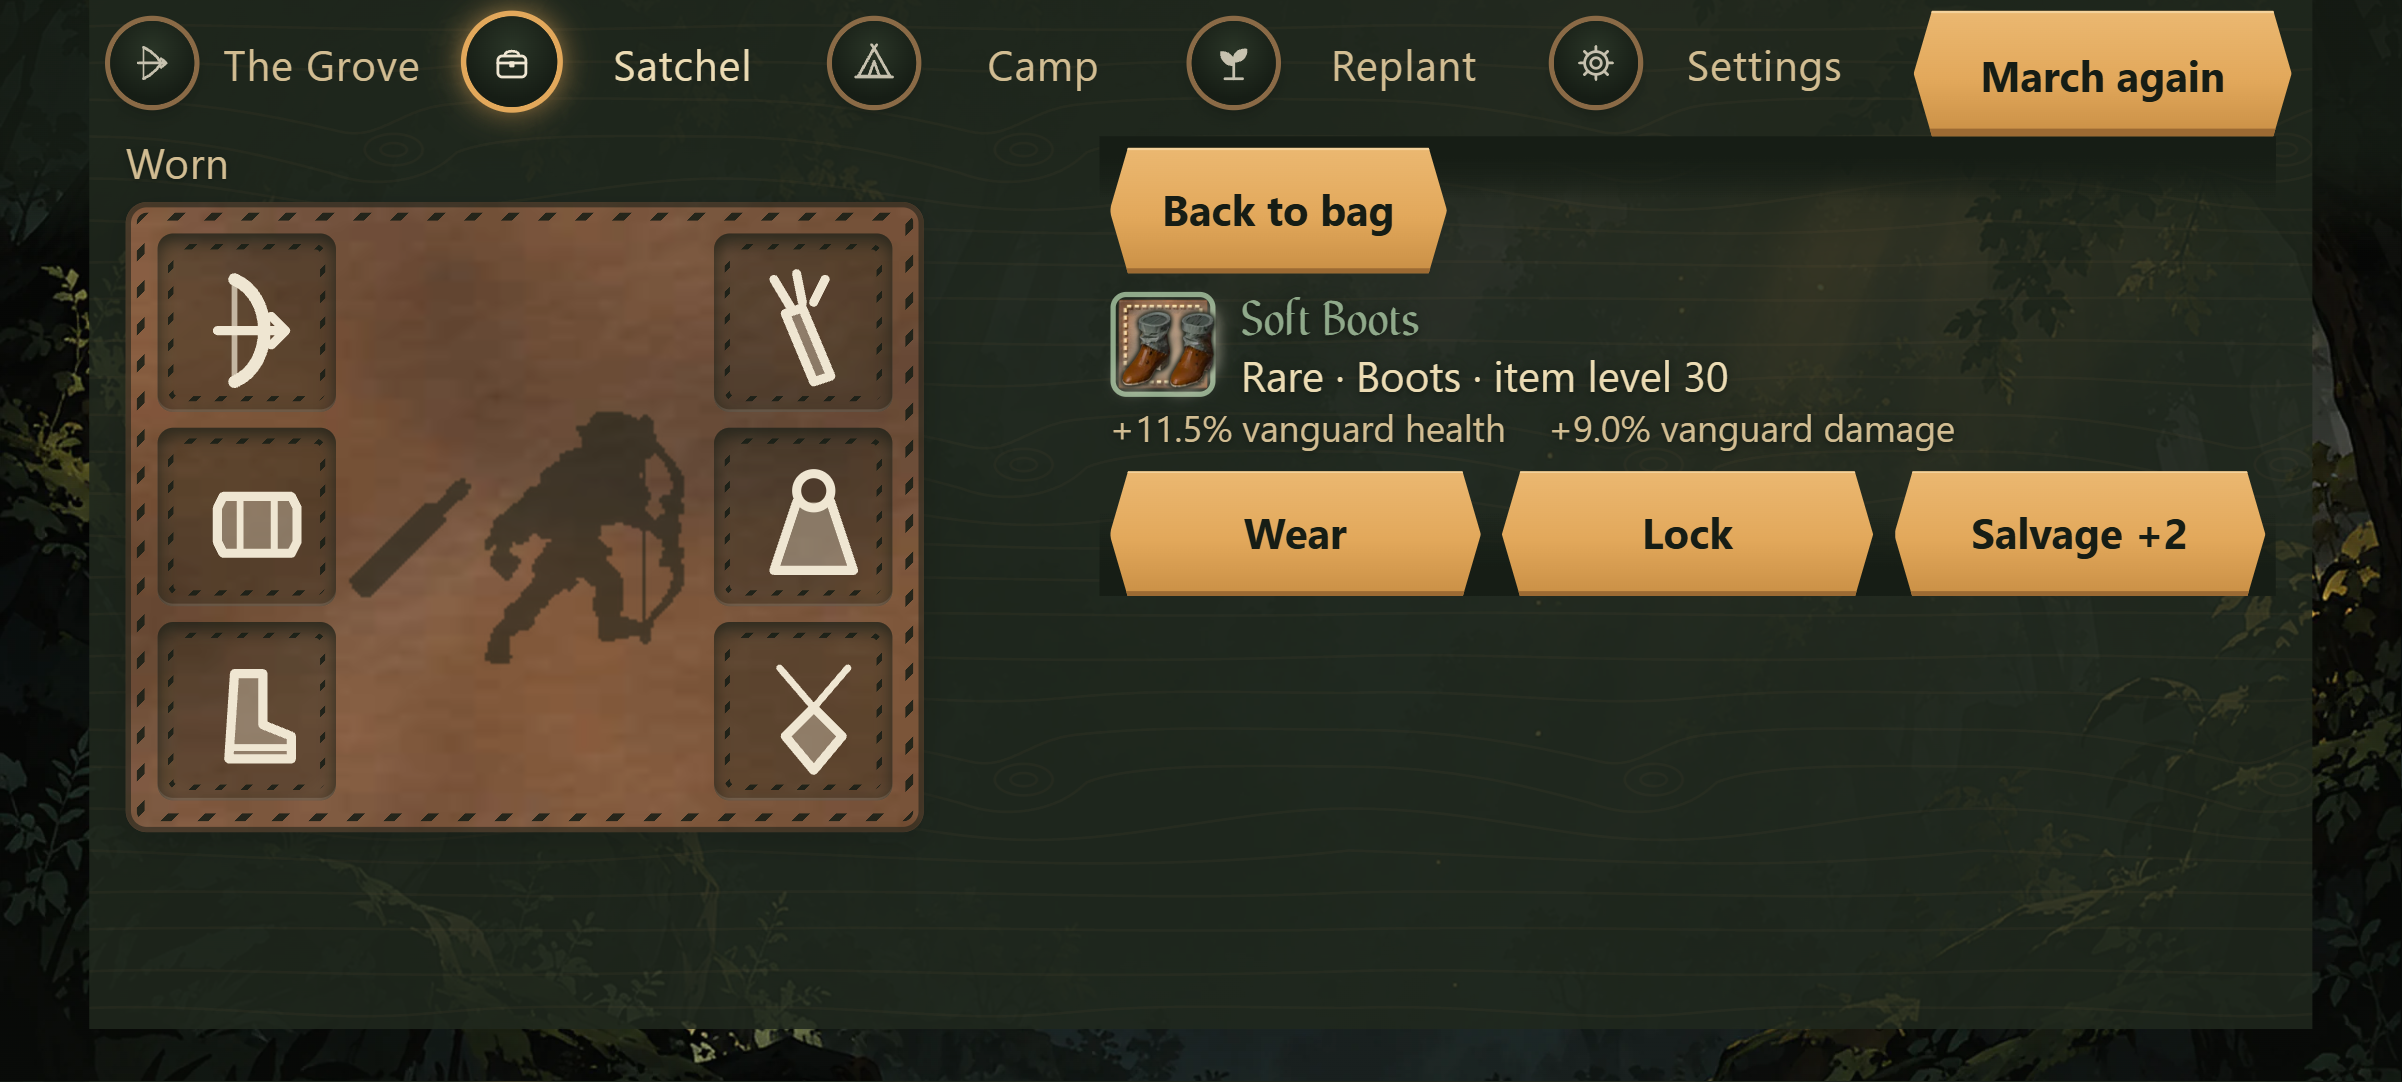 The Grove
Satchel
Camp
Replant
Settings
March again
Worn
Back to bag
Soft Boots
Rare · Boots · item level 30
+11.5% vanguard health +9.0% vanguard damage
Wear
Lock
Salvage +2